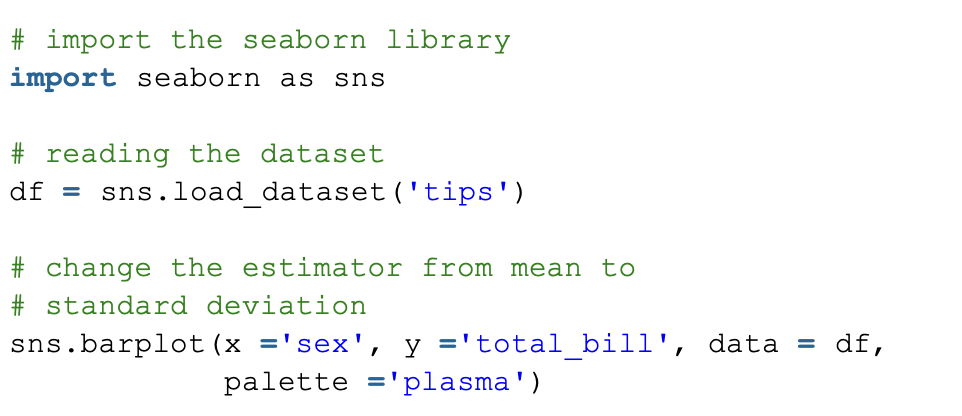 # import the seaborn library
import seaborn as sns
# reading the dataset
df = sns.load_dataset('tips')
# change the estimator from mean to
# standard deviation
sns.barplot(x ='sex', y ='total_bill', data = df,
            palette ='plasma')